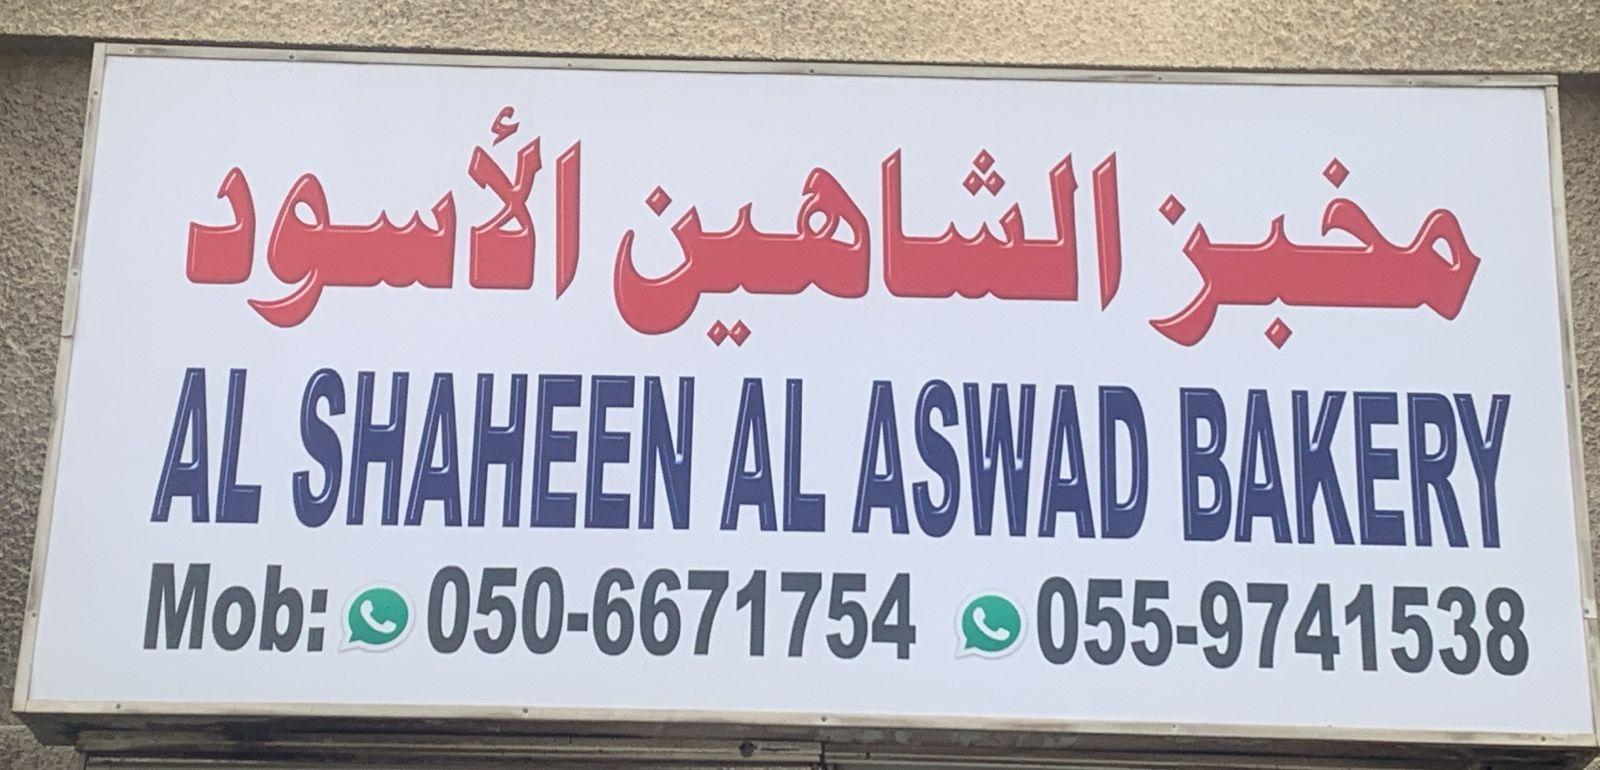 مخبز الشاهين الأسود
AL SHAHEEN AL ASWAD BAKERY
Mob: 050-6671754 055-9741538